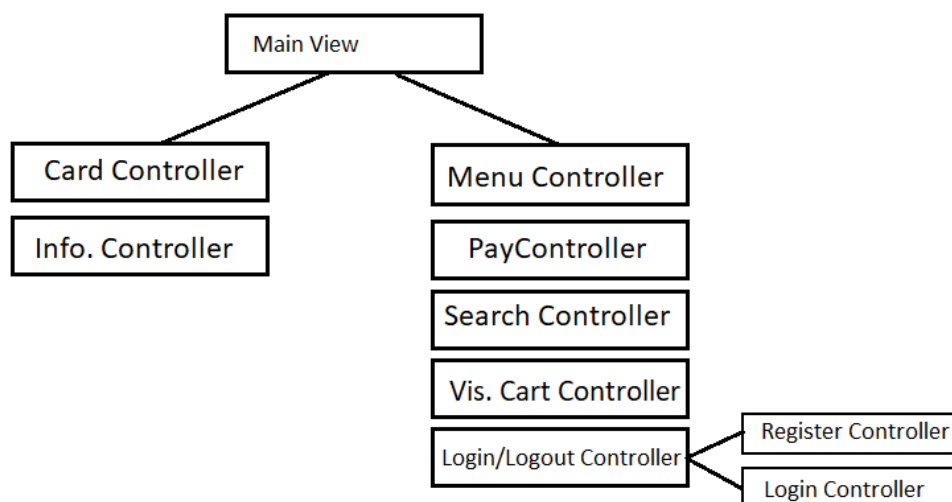 Main View
Card Controller
Info. Controller
Menu Controller
PayController
Search Controller
Vis. Cart Controller
Login/Logout Controller
Register Controller
Login Controller